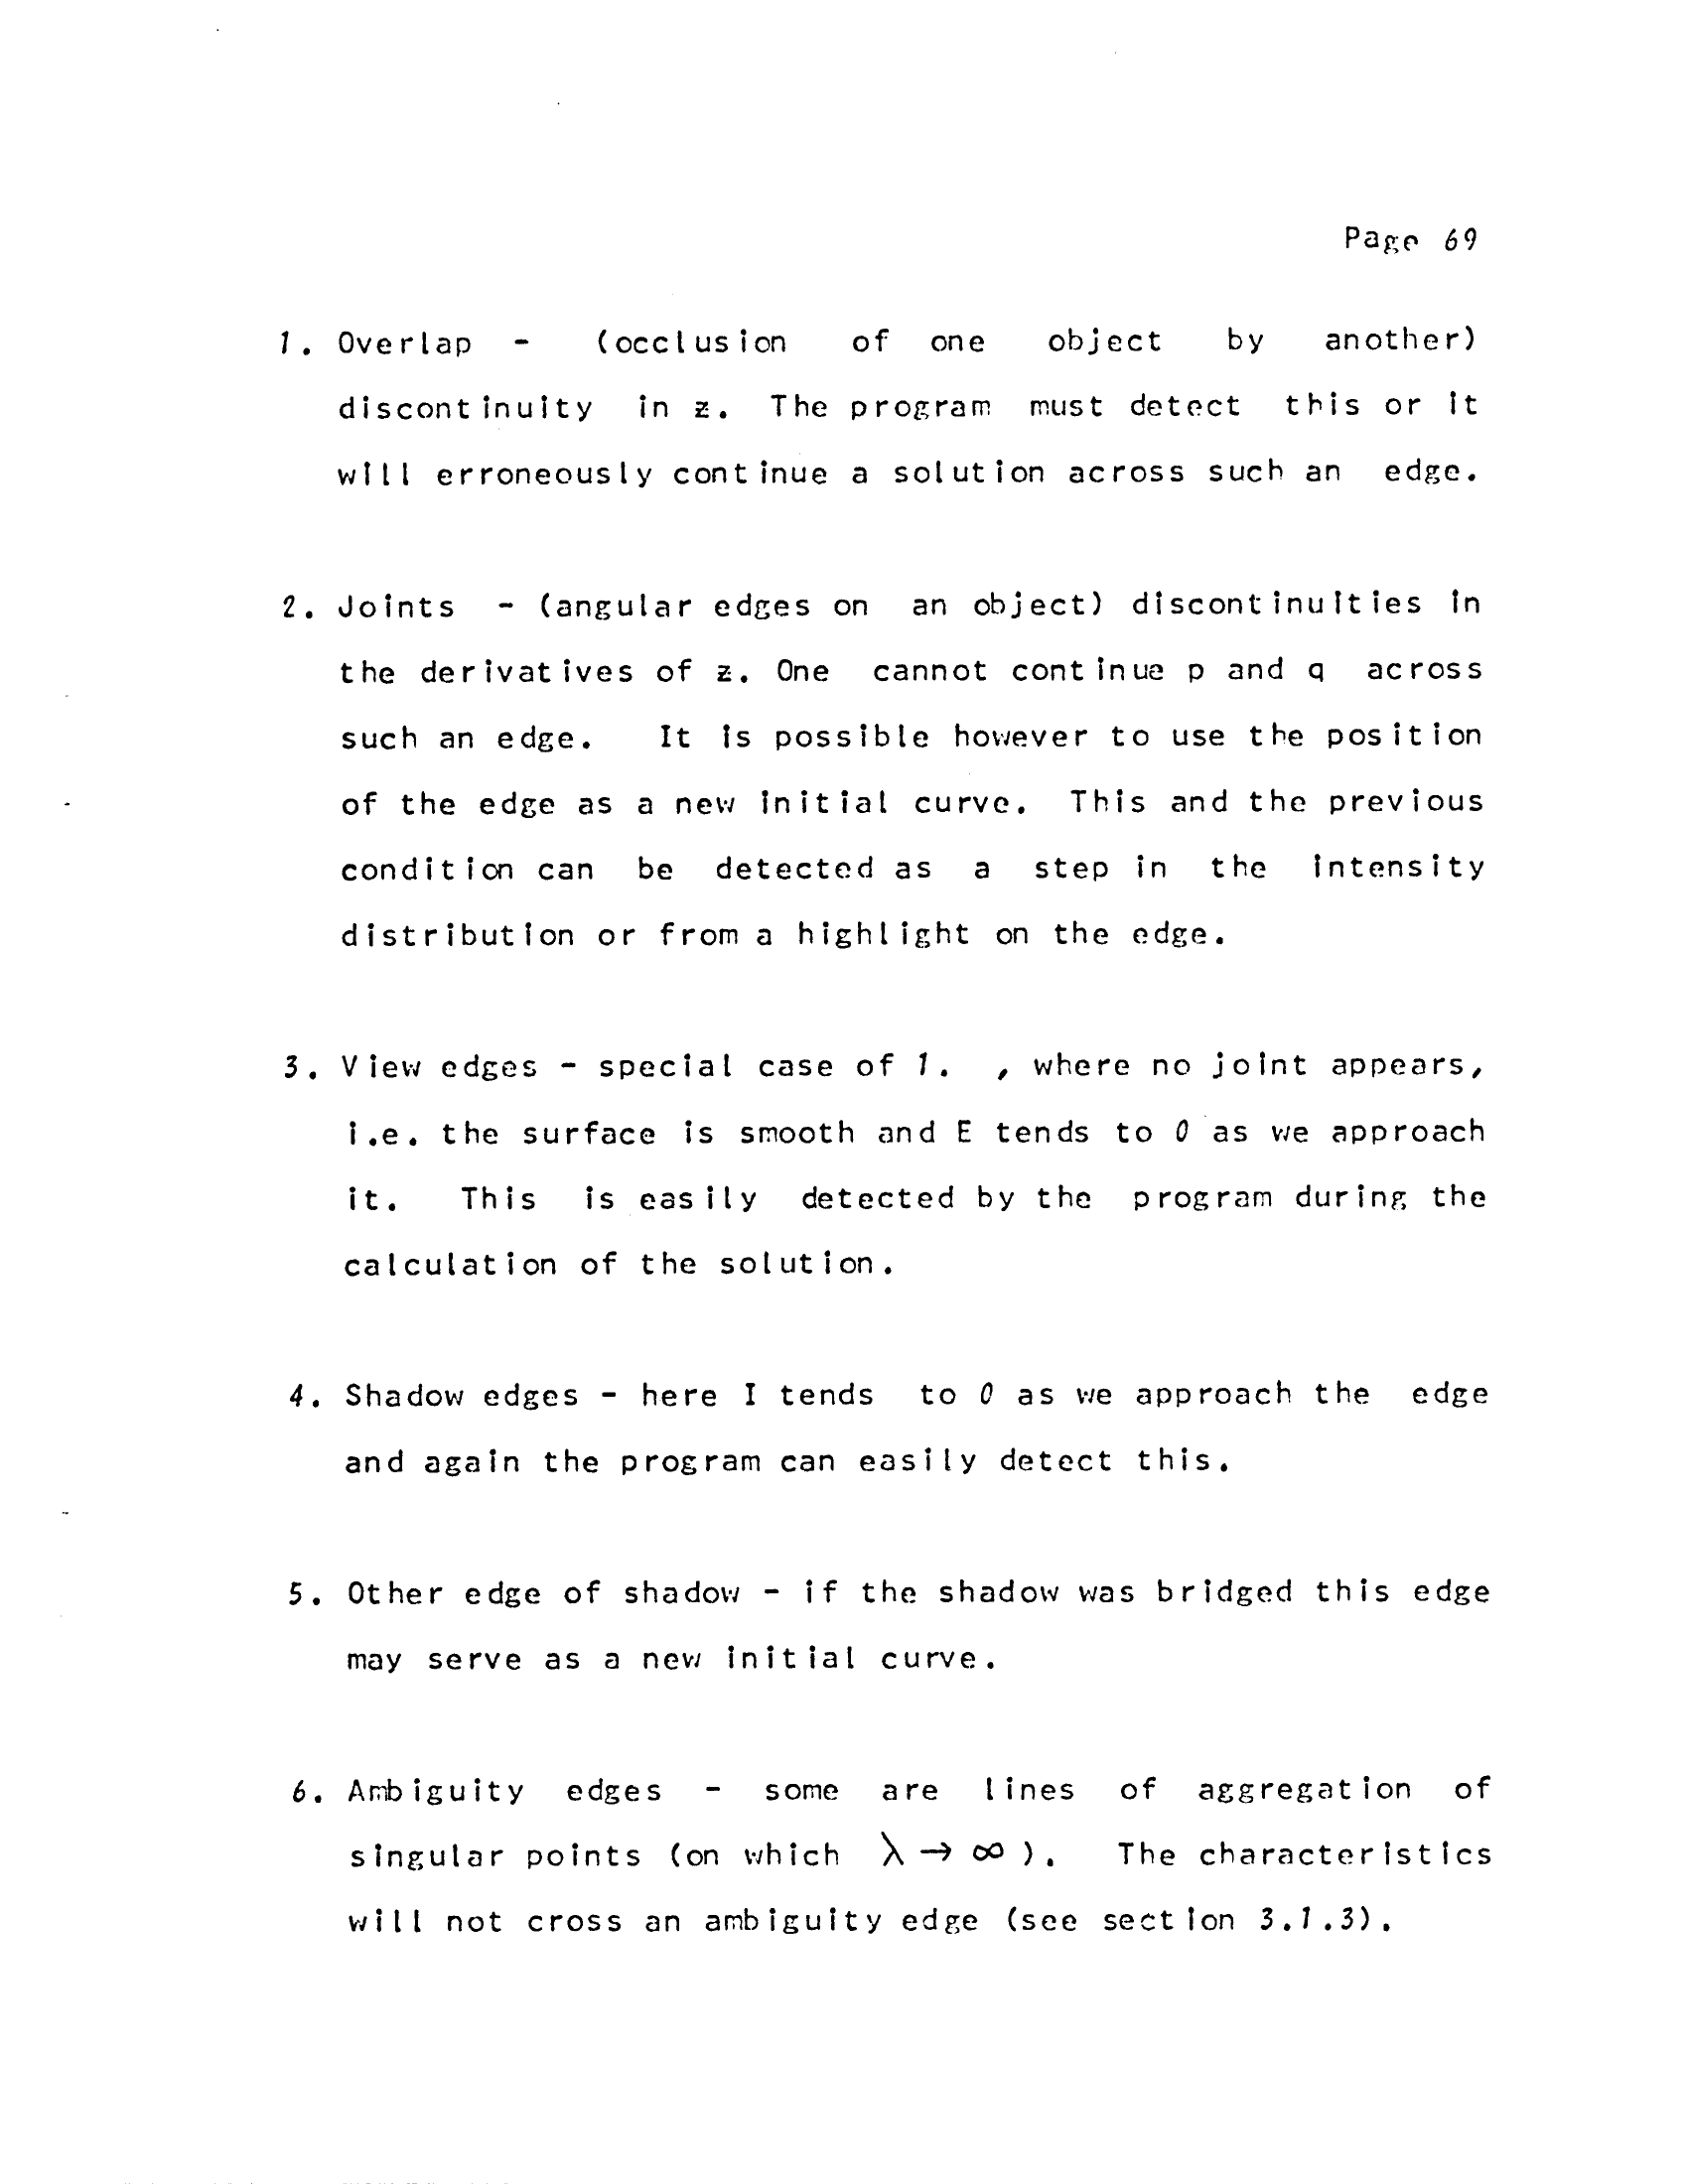 Page 69
1. Overlap - (occlusion of one object by another)
discontinuity in z. The program must detect this or it
will erroneously continue a solution across such an edge.
2. Joints - (angular edges on an object) discontinuities in
the derivatives of z. One cannot continue p and q across
such an edge. It is possible however to use the position
of the edge as a new initial curve. This and the previous
condition can be detected as a step in the intensity
distribution or from a highlight on the edge.
3. View edges - special case of 1. , where no joint appears,
i.e. the surface is smooth and E tends to 0 as we approach
it. This is easily detected by the program during the
calculation of the solution.
4. Shadow edges - here I tends to 0 as we approach the edge
and again the program can easily detect this.
5. Other edge of shadow - if the shadow was bridged this edge
may serve as a new initial curve.
6. Ambiguity edges - some are lines of aggregation of
singular points (on which λ → ∞ ). The characteristics
will not cross an ambiguity edge (see section 3.1.3).